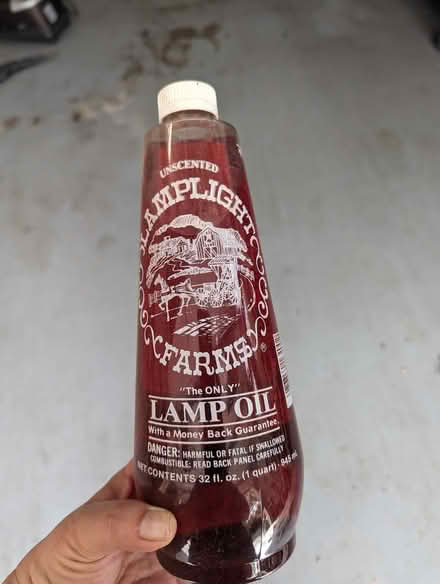 UNSCENTED
LAMPLIGHT
FARMS®
"The ONLY"
LAMP OIL
With a Money Back Guarantee.
DANGER: HARMFUL OR FATAL IF SWALLOWED
COMBUSTIBLE: READ BACK PANEL CAREFULLY
NET CONTENTS 32 fl. oz. (1 quart) - 945 mL